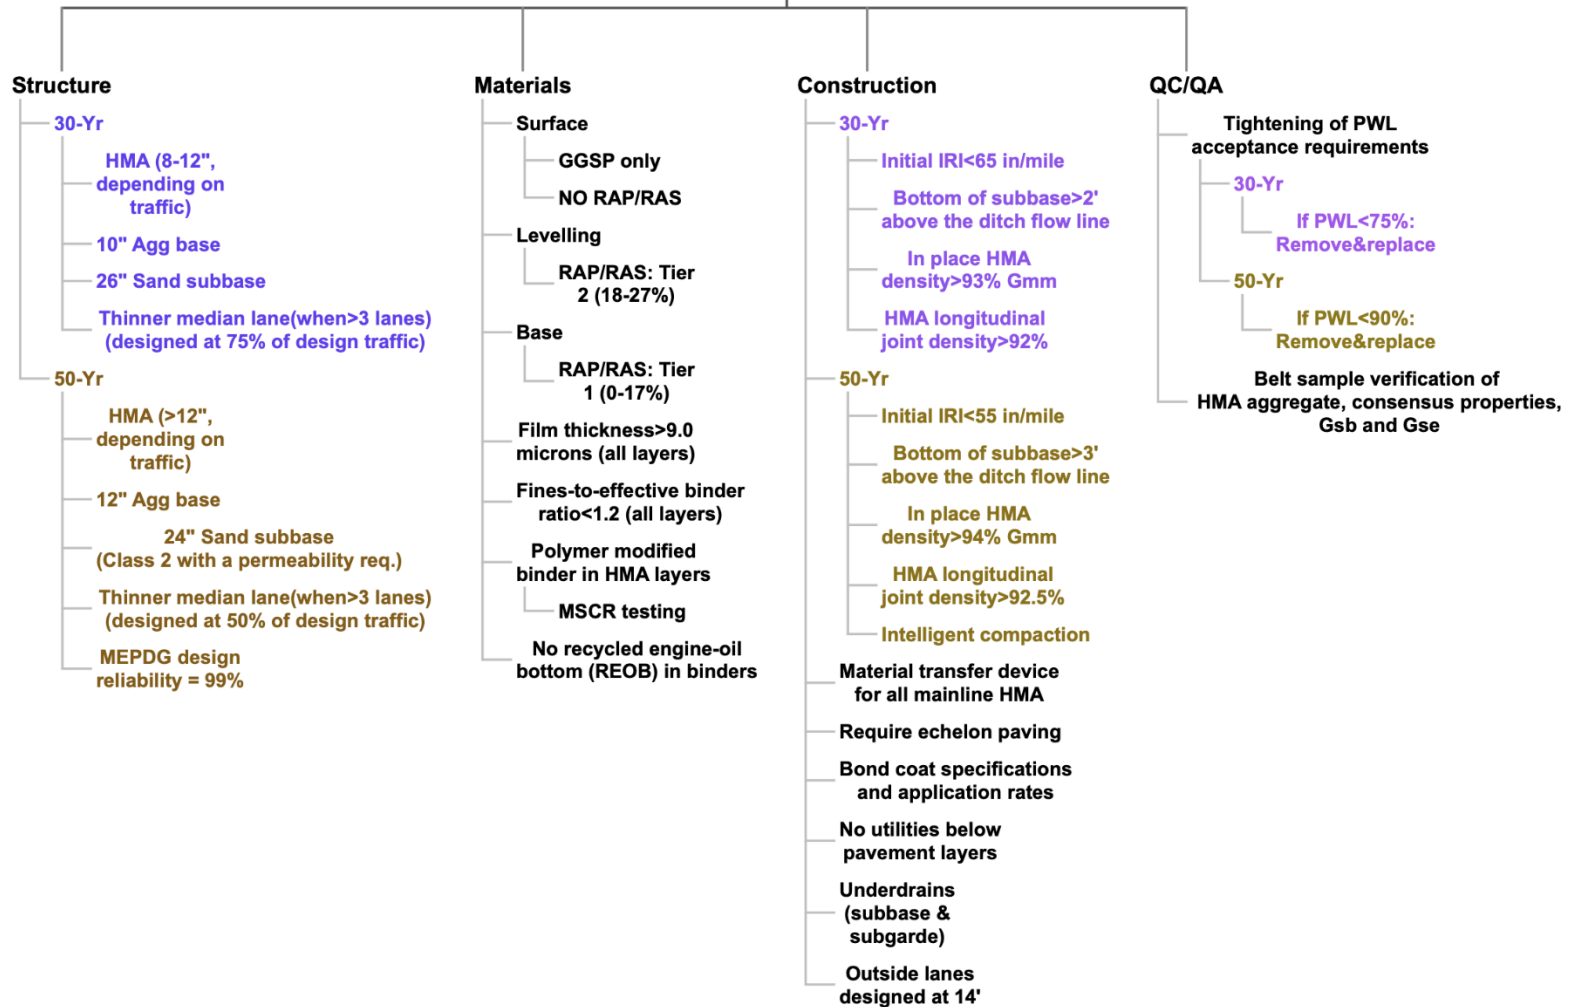 Structure
30-Yr
HMA (8-12",
depending on
traffic)
10" Agg base
26" Sand subbase
Thinner median lane(when>3 lanes)
(designed at 75% of design traffic)
50-Yr
HMA (>12",
depending on
traffic)
12" Agg base
24" Sand subbase
(Class 2 with a permeability req.)
Thinner median lane(when>3 lanes)
(designed at 50% of design traffic)
MEPDG design
reliability = 99%
Materials
Surface
GGSP only
NO RAP/RAS
Levelling
RAP/RAS: Tier
2 (18-27%)
Base
RAP/RAS: Tier
1 (0-17%)
Film thickness>9.0
microns (all layers)
Fines-to-effective binder
ratio<1.2 (all layers)
Polymer modified
binder in HMA layers
MSCR testing
No recycled engine-oil
bottom (REOB) in binders
Construction
30-Yr
Initial IRI<65 in/mile
Bottom of subbase>2'
above the ditch flow line
In place HMA
density>93% Gmm
HMA longitudinal
joint density>92%
50-Yr
Initial IRI<55 in/mile
Bottom of subbase>3'
above the ditch flow line
In place HMA
density>94% Gmm
HMA longitudinal
joint density>92.5%
Intelligent compaction
Material transfer device
for all mainline HMA
Require echelon paving
Bond coat specifications
and application rates
No utilities below
pavement layers
Underdrains
(subbase &
subgarde)
Outside lanes
designed at 14'
QC/QA
Tightening of PWL
acceptance requirements
30-Yr
If PWL<75%:
Remove&replace
50-Yr
If PWL<90%:
Remove&replace
Belt sample verification of
HMA aggregate, consensus properties,
Gsb and Gse